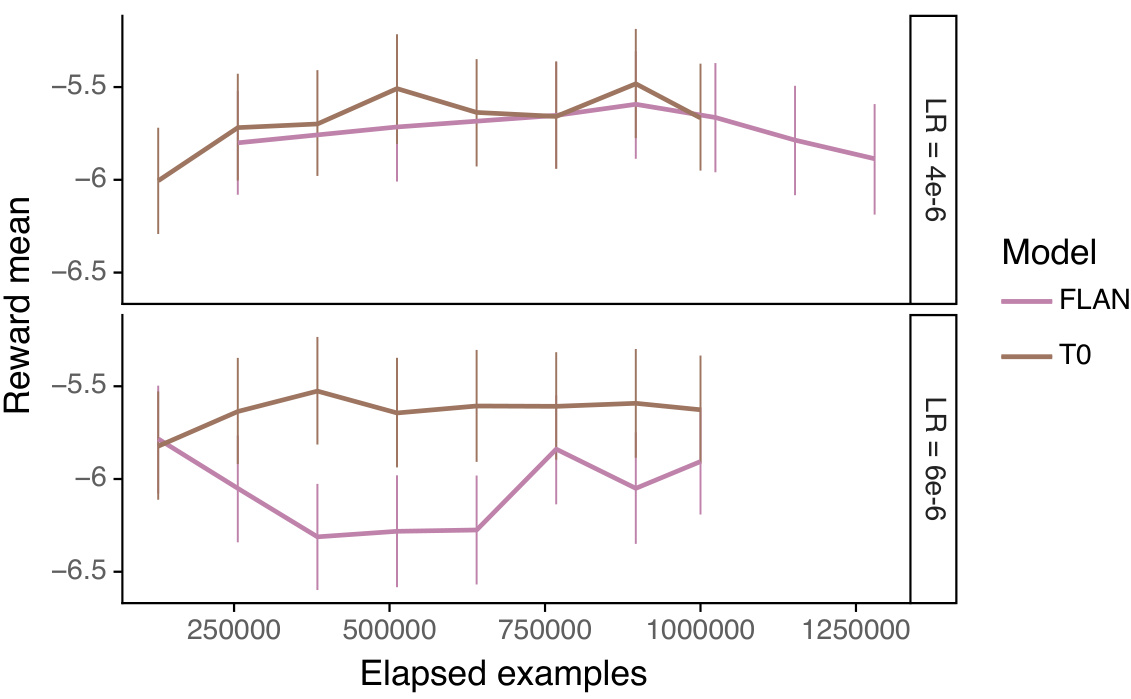 Reward mean
−5.5
−6
−6.5
LR = 4e-6
−5.5
−6
−6.5
LR = 6e-6
250000 500000 750000 1000000 1250000
Elapsed examples
Model
FLAN
T0